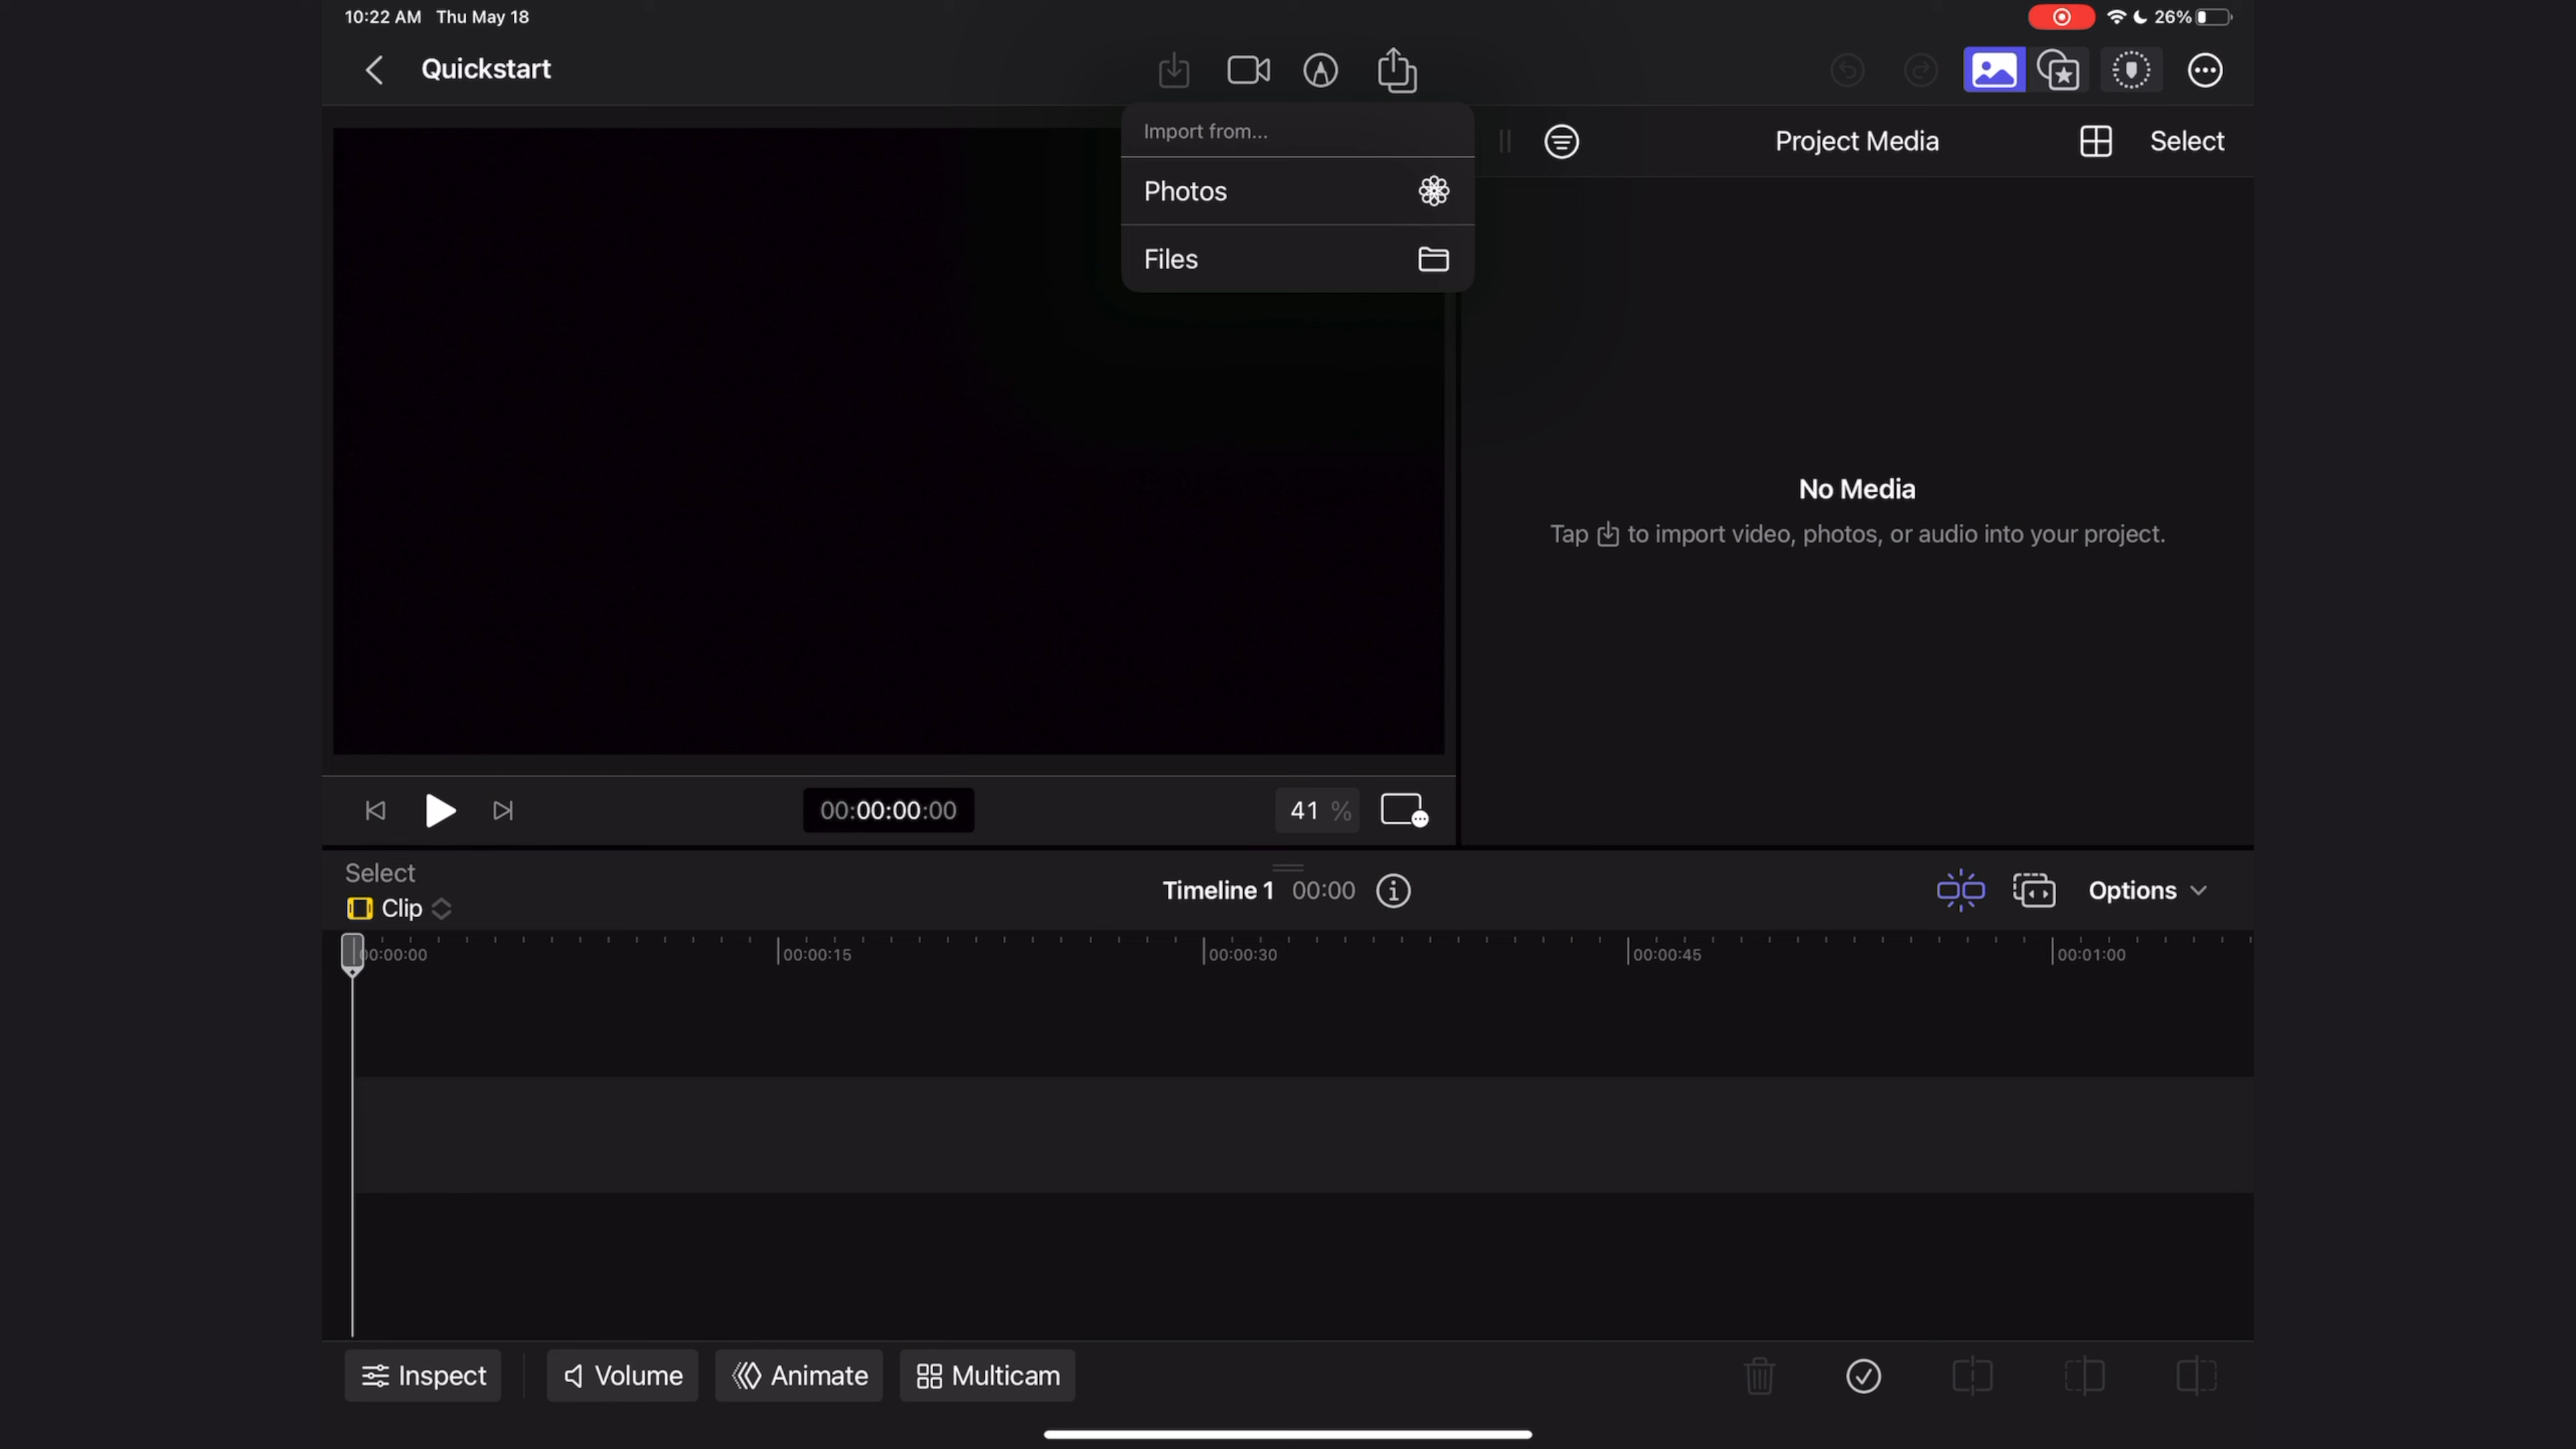 10:22 AM Thu May 18
26%
Quickstart
Import from...
Photos
Files
Project Media
Select
No Media
Tap to import video, photos, or audio into your project.
00:00:00:00
41 %
Select
Clip
Timeline 1 00:00
Options
00:00:00
00:00:15
00:00:30
00:00:45
00:01:00
Inspect
Volume
Animate
Multicam